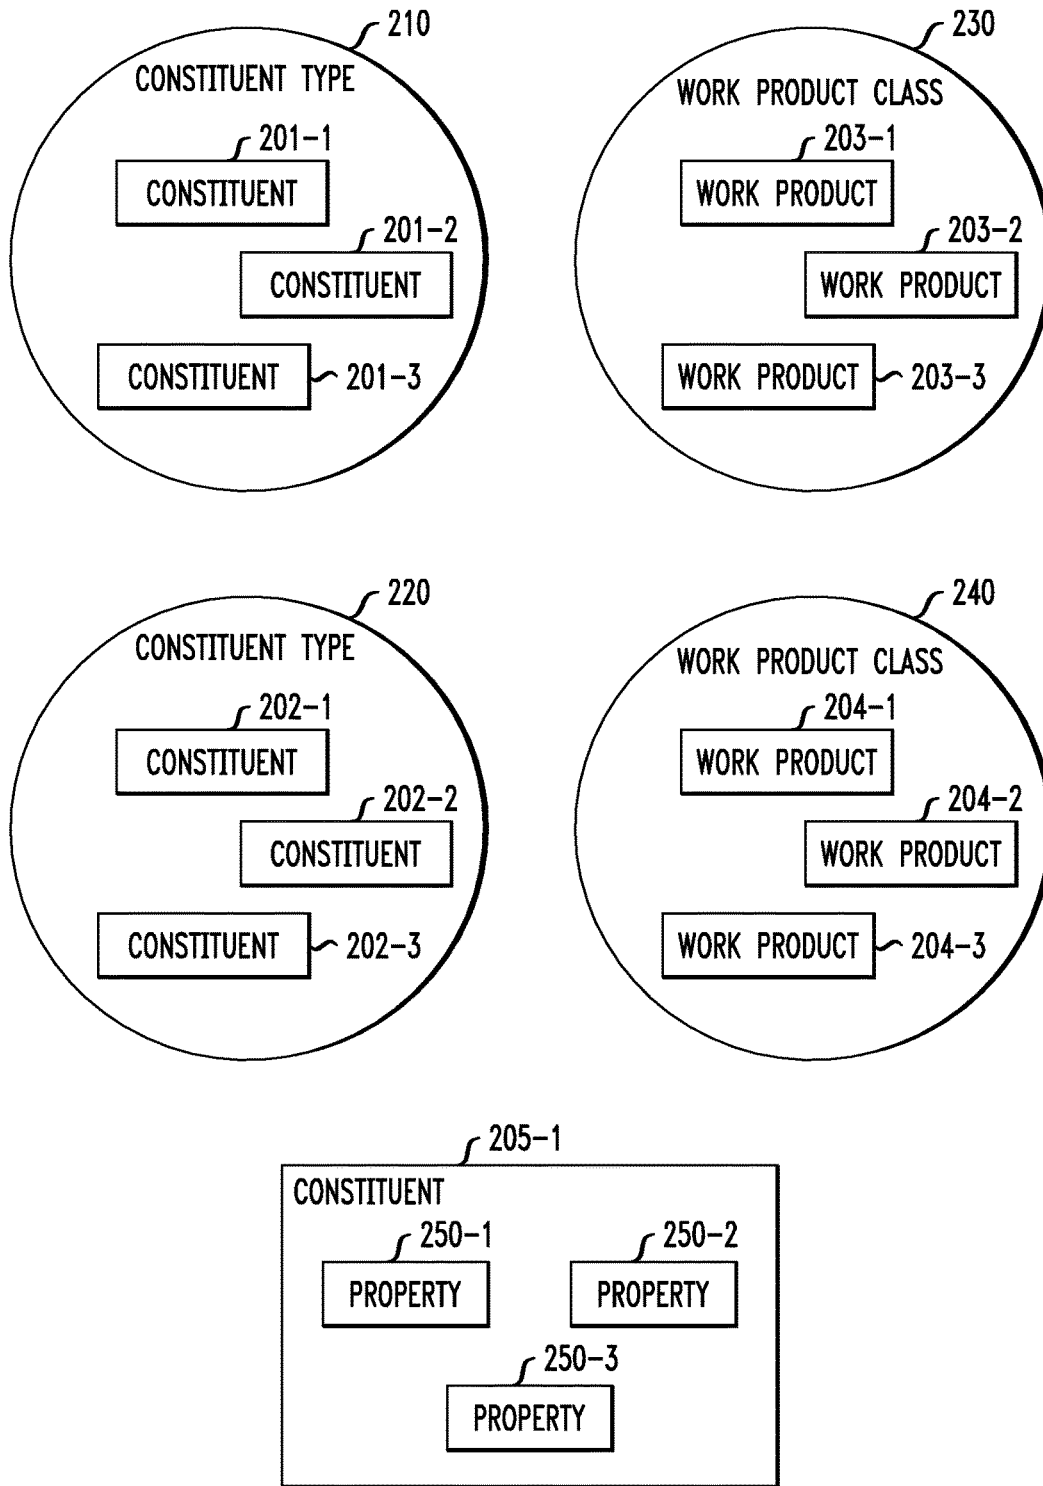 210
CONSTITUENT TYPE
201-1
CONSTITUENT
201-2
CONSTITUENT
CONSTITUENT
201-3
230
WORK PRODUCT CLASS
203-1
WORK PRODUCT
203-2
WORK PRODUCT
WORK PRODUCT
203-3
220
CONSTITUENT TYPE
202-1
CONSTITUENT
202-2
CONSTITUENT
CONSTITUENT
202-3
240
WORK PRODUCT CLASS
204-1
WORK PRODUCT
204-2
WORK PRODUCT
WORK PRODUCT
204-3
205-1
CONSTITUENT
250-1
PROPERTY
250-2
PROPERTY
250-3
PROPERTY